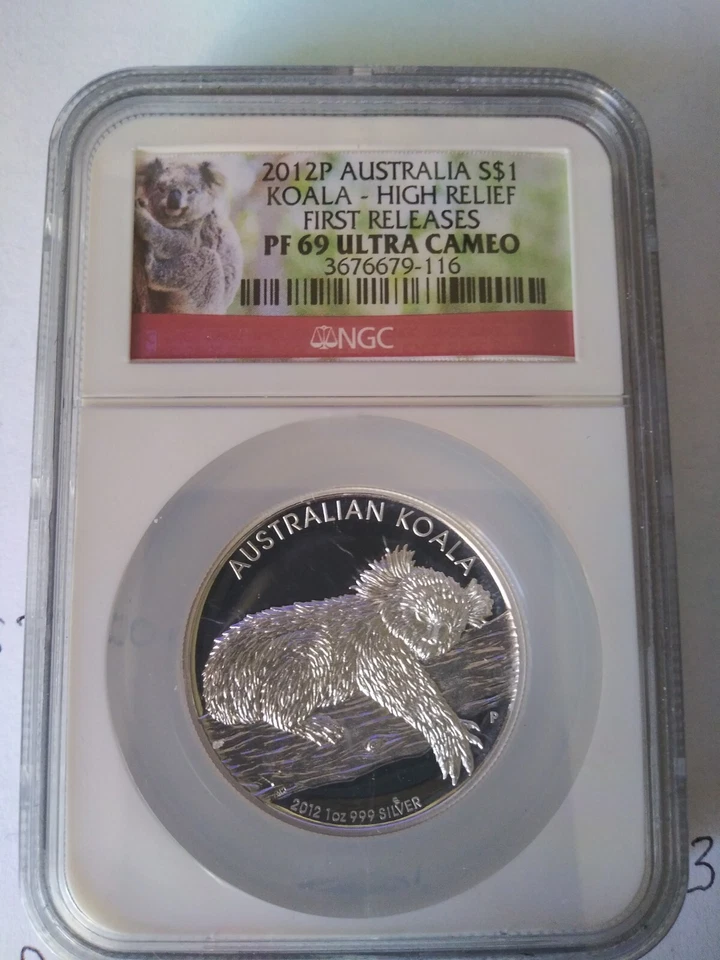 2012P AUSTRALIA S$1
KOALA - HIGH RELIEF
FIRST RELEASES
PF 69 ULTRA CAMEO
3676679-116
NGC
AUSTRALIAN KOALA
P
2012 1oz 999 SILVER
3